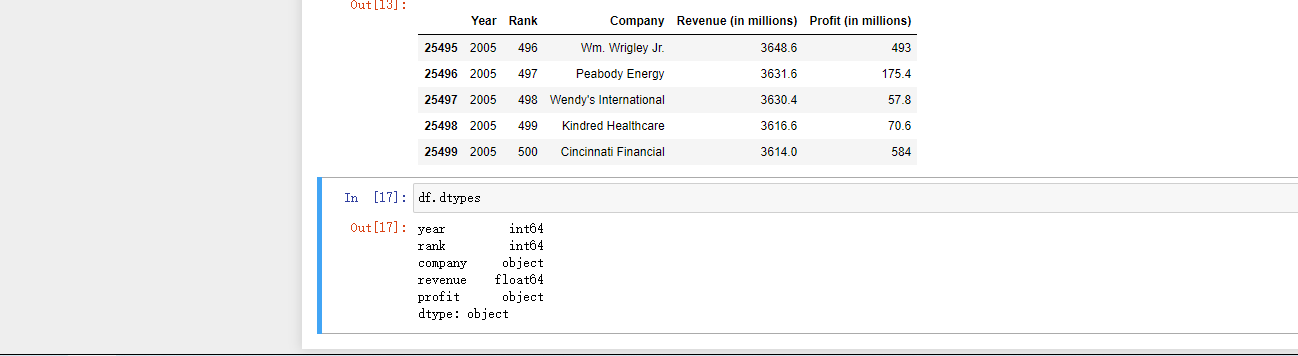 Out[13]:
Year Rank Company Revenue (in millions) Profit (in millions)
25495 2005 496 Wm. Wrigley Jr. 3648.6 493
25496 2005 497 Peabody Energy 3631.6 175.4
25497 2005 498 Wendy's International 3630.4 57.8
25498 2005 499 Kindred Healthcare 3616.6 70.6
25499 2005 500 Cincinnati Financial 3614.0 584
In [17]: df.dtypes
Out[17]: year int64
rank int64
company object
revenue float64
profit object
dtype: object